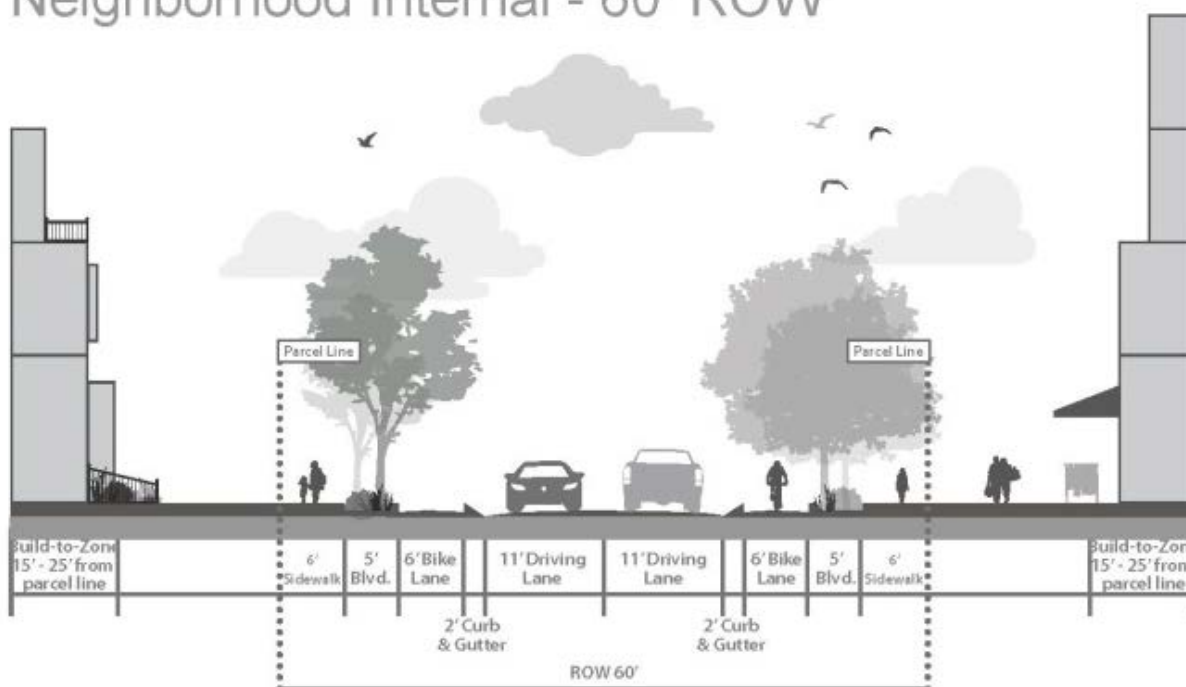 Neighborhood Internal - 60' ROW
Parcel Line
Parcel Line
Build-to-Zone
15' - 25' from
parcel line
6'
Sidewalk
5'
Blvd.
6' Bike
Lane
11' Driving
Lane
11' Driving
Lane
6' Bike
Lane
5'
Blvd.
6'
Sidewalk
Build-to-Zon
15' - 25' from
parcel line
2' Curb
& Gutter
2' Curb
& Gutter
ROW 60'